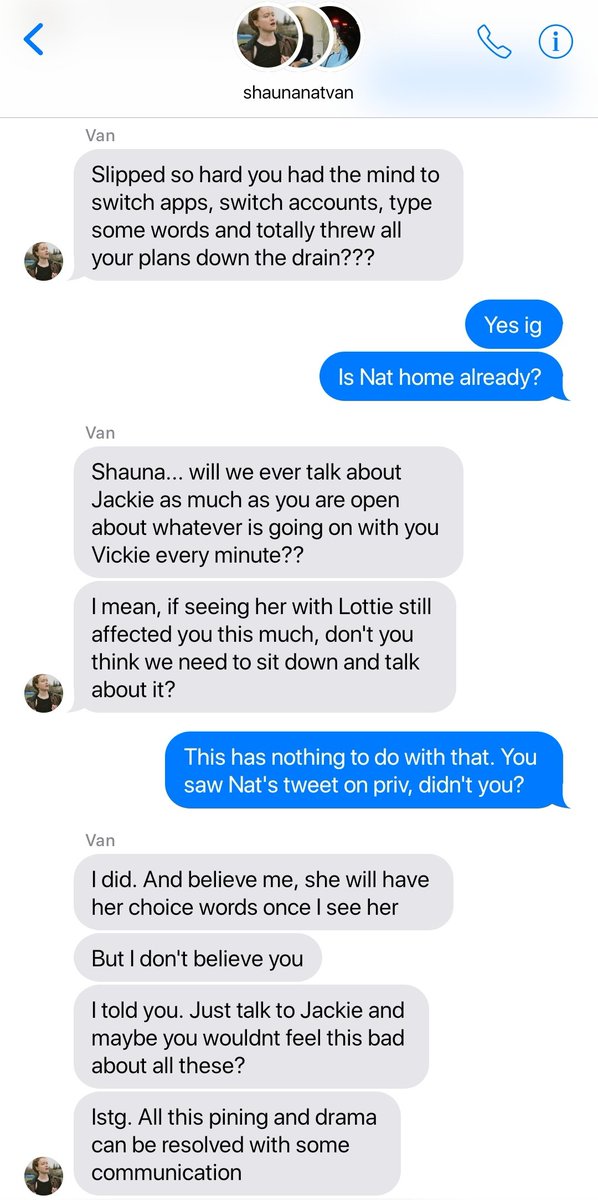 shaunanatvan
Van
Slipped so hard you had the mind to
switch apps, switch accounts, type
some words and totally threw all
your plans down the drain???
Yes ig
Is Nat home already?
Van
Shauna... will we ever talk about
Jackie as much as you are open
about whatever is going on with you
Vickie every minute??
I mean, if seeing her with Lottie still
affected you this much, don't you
think we need to sit down and talk
about it?
This has nothing to do with that. You
saw Nat's tweet on priv, didn't you?
Van
I did. And believe me, she will have
her choice words once I see her
But I don't believe you
I told you. Just talk to Jackie and
maybe you wouldnt feel this bad
about all these?
Istg. All this pining and drama
can be resolved with some
communication